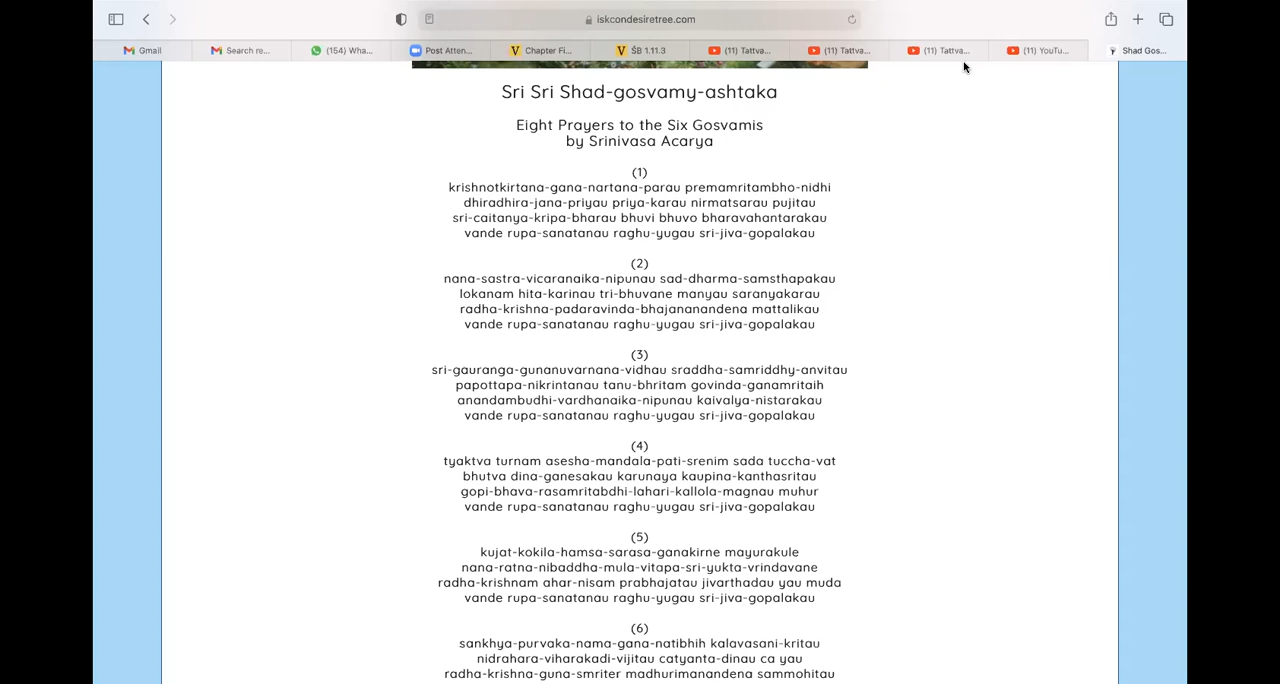 iskcondesiretree.com
Gmail
Search re...
(154) Wha...
Post Atten...
Chapter Fi...
ŚB 1.11.3
(11) Tattva...
(11) Tattva...
(11) Tattva...
(11) YouTu...
Shad Gos...
Sri Sri Shad-gosvamy-ashtaka
Eight Prayers to the Six Gosvamis
by Srinivasa Acarya
(1)
krishnotkirtana-gana-nartana-parau premamritambho-nidhi
dhiradhira-jana-priyau priya-karau nirmatsarau pujitau
sri-caitanya-kripa-bharau bhuvi bhuvo bharavahantarakau
vande rupa-sanatanau raghu-yugau sri-jiva-gopalakau
(2)
nana-sastra-vicaranaika-nipunau sad-dharma-samsthapakau
lokanam hita-karinau tri-bhuvane manyau saranyakarau
radha-krishna-padaravinda-bhajananandena mattalikau
vande rupa-sanatanau raghu-yugau sri-jiva-gopalakau
(3)
sri-gauranga-gunanuvarnana-vidhau sraddha-samriddhy-anvitau
papottapa-nikrintanau tanu-bhritam govinda-ganamritaih
anandambudhi-vardhanaika-nipunau kaivalya-nistarakau
vande rupa-sanatanau raghu-yugau sri-jiva-gopalakau
(4)
tyaktva turnam asesha-mandala-pati-srenim sada tuccha-vat
bhutva dina-ganesakau karunaya kaupina-kanthasritau
gopi-bhava-rasamritabdhi-lahari-kallola-magnau muhur
vande rupa-sanatanau raghu-yugau sri-jiva-gopalakau
(5)
kujat-kokila-hamsa-sarasa-ganakirne mayurakule
nana-ratna-nibaddha-mula-vitapa-sri-yukta-vrindavane
radha-krishnam ahar-nisam prabhajatau jivarthadau yau muda
vande rupa-sanatanau raghu-yugau sri-jiva-gopalakau
(6)
sankhya-purvaka-nama-gana-natibhih kalavasani-kritau
nidrahara-viharakadi-vijitau catyanta-dinau ca yau
radha-krishna-guna-smriter madhurimanandena sammohitau